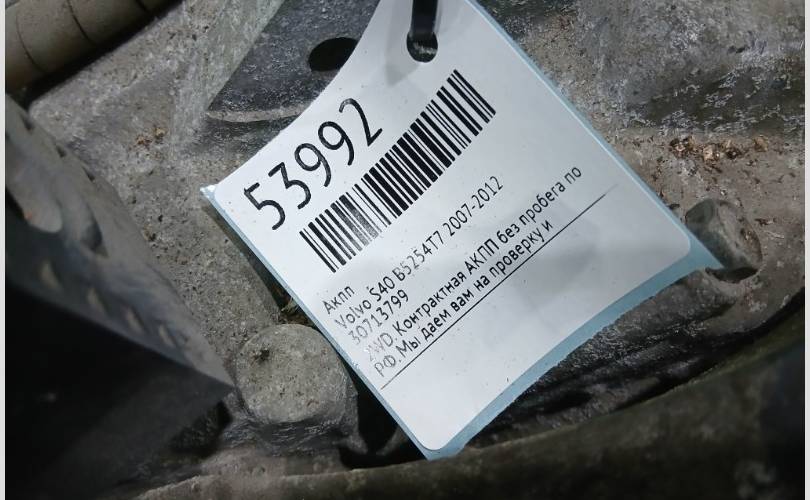 53992
Акпп
Volvo S40 B5254T7 2007-2012
30713799
2WD, Контрактная АКПП без пробега по
РФ. Мы даем вам на проверку и